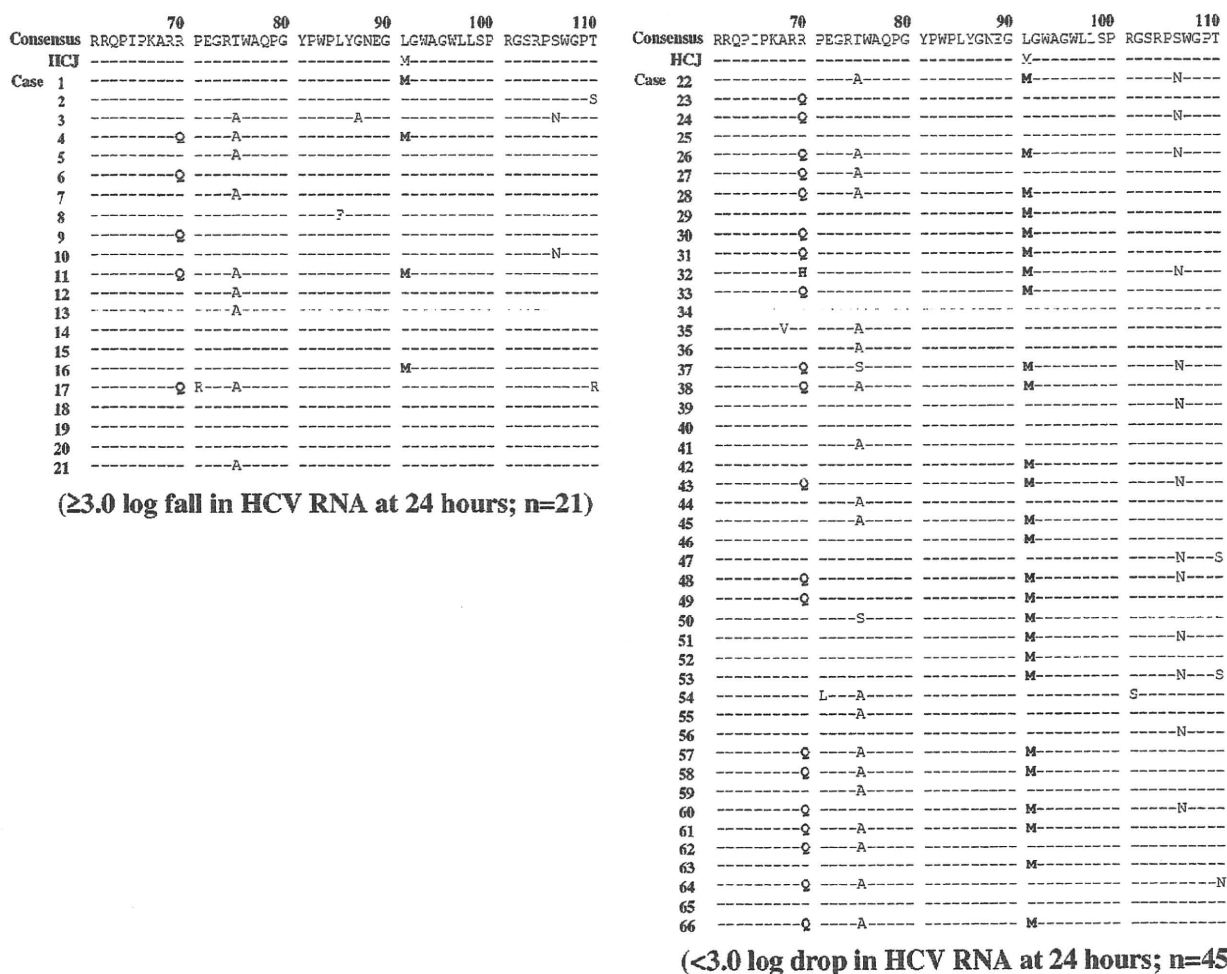 70 80 90 100 110
Consensus RRQPIPKARR PEGRTWAQPG YPWPLYGNEG LGWAGWLLSP RGSRPSWGPT
HCJ ---------- ---------- ---------- M--------- ----------
Case 1 ---------- ---------- ---------- M--------- ----------
2 ---------- ---------- ---------- ---------- ---------S
3 ---------- ----A----- ------A--- ---------- -----N----
4 ---------Q ----A----- ---------- M--------- ----------
5 ---------- ----A----- ---------- ---------- ----------
6 ---------Q ---------- ---------- ---------- ----------
7 ---------- ----A----- ---------- ---------- ----------
8 ---------- ---------- ----P----- ---------- ----------
9 ---------Q ---------- ---------- ---------- ----------
10 ---------- ---------- ---------- ---------- -----N----
11 ---------Q ----A----- ---------- M--------- ----------
12 ---------- ----A----- ---------- ---------- ----------
13 ---------- ----A----- ---------- ---------- ----------
14 ---------- ---------- ---------- ---------- ----------
15 ---------- ---------- ---------- ---------- ----------
16 ---------- ---------- ---------- M--------- ----------
17 ---------Q R---A----- ---------- ---------- ---------R
18 ---------- ---------- ---------- ---------- ----------
19 ---------- ---------- ---------- ---------- ----------
20 ---------- ---------- ---------- ---------- ----------
21 ---------- ----A----- ---------- ---------- ----------
(≥3.0 log fall in HCV RNA at 24 hours; n=21)
70 80 90 100 110
Consensus RRQPIPKARR PEGRTWAQPG YPWPLYGNEG LGWAGWLLSP RGSRPSWGPT
HCJ ---------- ---------- ---------- M--------- ----------
Case 22 ---------- ----A----- ---------- M--------- -----N----
23 ---------Q ---------- ---------- ---------- ----------
24 ---------Q ---------- ---------- ---------- -----N----
25 ---------- ---------- ---------- ---------- ----------
26 ---------Q ----A----- ---------- M--------- -----N----
27 ---------Q ----A----- ---------- ---------- ----------
28 ---------Q ----A----- ---------- M--------- ----------
29 ---------- ---------- ---------- M--------- ----------
30 ---------Q ---------- ---------- M--------- ----------
31 ---------Q ---------- ---------- M--------- ----------
32 ---------H ---------- ---------- M--------- -----N----
33 ---------Q ---------- ---------- M--------- ----------
34 ---------- ---------- ---------- ---------- ----------
35 -------V-- ----A----- ---------- ---------- ----------
36 ---------- ----A----- ---------- ---------- ----------
37 ---------Q ----S----- ---------- M--------- -----N----
38 ---------Q ----A----- ---------- M--------- ----------
39 ---------- ---------- ---------- ---------- -----N----
40 ---------- ---------- ---------- ---------- ----------
41 ---------- ----A----- ---------- ---------- ----------
42 ---------- ---------- ---------- M--------- ----------
43 ---------Q ---------- ---------- M--------- -----N----
44 ---------- ----A----- ---------- ---------- ----------
45 ---------- ----A----- ---------- M--------- ----------
46 ---------- ---------- ---------- M--------- ----------
47 ---------- ---------- ---------- ---------- -----N---S
48 ---------Q ---------- ---------- M--------- -----N----
49 ---------Q ---------- ---------- M--------- ----------
50 ---------- ----S----- ---------- M--------- ----------
51 ---------- ---------- ---------- M--------- -----N----
52 ---------- ---------- ---------- M--------- ----------
53 ---------- ---------- ---------- M--------- -----N---S
54 ---------- L---A----- ---------- ---------- S---------
55 ---------- ----A----- ---------- ---------- ----------
56 ---------- ---------- ---------- ---------- -----N----
57 ---------Q ----A----- ---------- M--------- ----------
58 ---------Q ----A----- ---------- M--------- ----------
59 ---------- ----A----- ---------- ---------- ----------
60 ---------Q ---------- ---------- M--------- -----N----
61 ---------Q ----A----- ---------- M--------- ----------
62 ---------Q ----A----- ---------- ---------- ----------
63 ---------- ---------- ---------- M--------- ----------
64 ---------Q ----A----- ---------- ---------- ---------N
65 ---------- ---------- ---------- ---------- ----------
66 ---------Q ----A----- ---------- M--------- ----------
(<3.0 log drop in HCV RNA at 24 hours; n=45